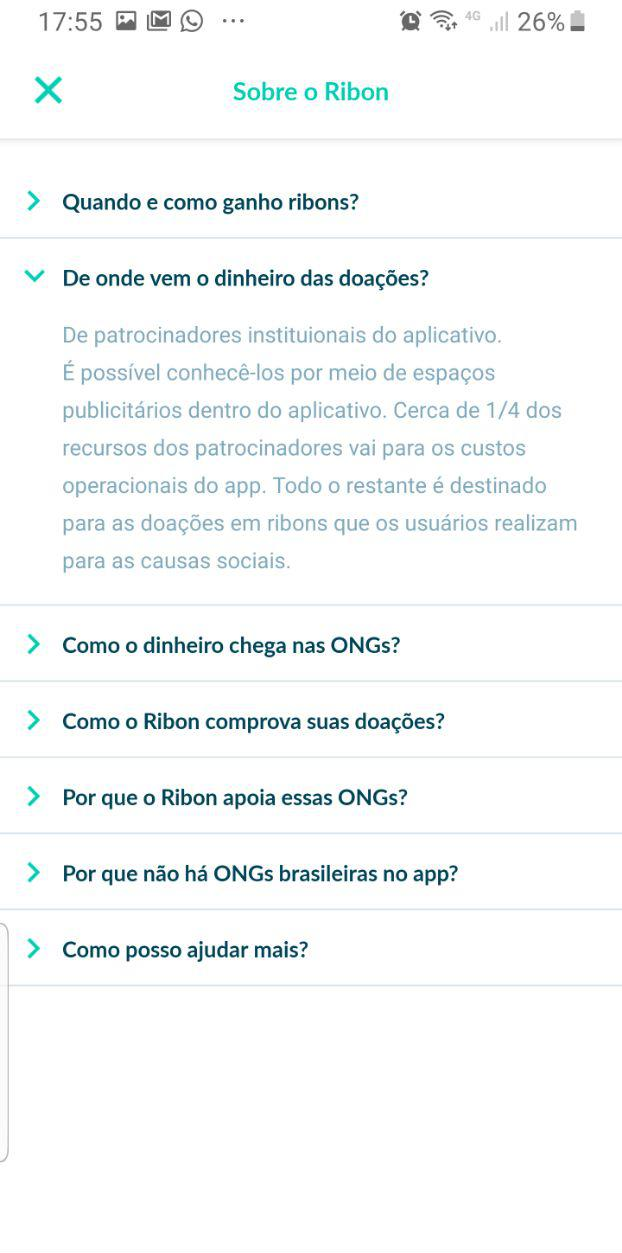 17:55
4G
26%
Sobre o Ribon
Quando e como ganho ribons?
De onde vem o dinheiro das doações?
De patrocinadores instituionais do aplicativo.
É possível conhecê-los por meio de espaços
publicitários dentro do aplicativo. Cerca de 1/4 dos
recursos dos patrocinadores vai para os custos
operacionais do app. Todo o restante é destinado
para as doações em ribons que os usuários realizam
para as causas sociais.
Como o dinheiro chega nas ONGs?
Como o Ribon comprova suas doações?
Por que o Ribon apoia essas ONGs?
Por que não há ONGs brasileiras no app?
Como posso ajudar mais?